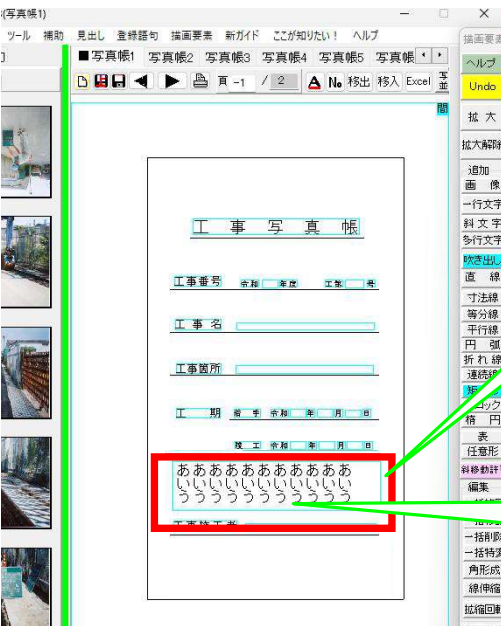 (写真帳1)
ツール 補助 見出し 登録語句 描画要素 新ガイド ここが知りたい! ヘルプ
■写真帳1 写真帳2 写真帳3 写真帳4 写真帳5 写真帳
頁 -1 / 2 A No 移出 移入 Excel
間
工事写真帳
工事番号 令和 年度 工第 号
工事名
工事箇所
工期 着手 令和 年 月 日
竣工 令和 年 月 日
あああああああああああ
いいいいいいいいいいい
ううううううううううう
工事施工者
描画要素
ヘルプ
Undo
拡大
拡大解除
追加
画像
一行文字
斜文字
多行文字
吹き出し
直線
寸法線
等分線
平行線
円弧
折れ線
連続線
楕円
表
任意形
斜移動許
編集
一括削除
一括特変
角形成
線伸縮
拡縮回転